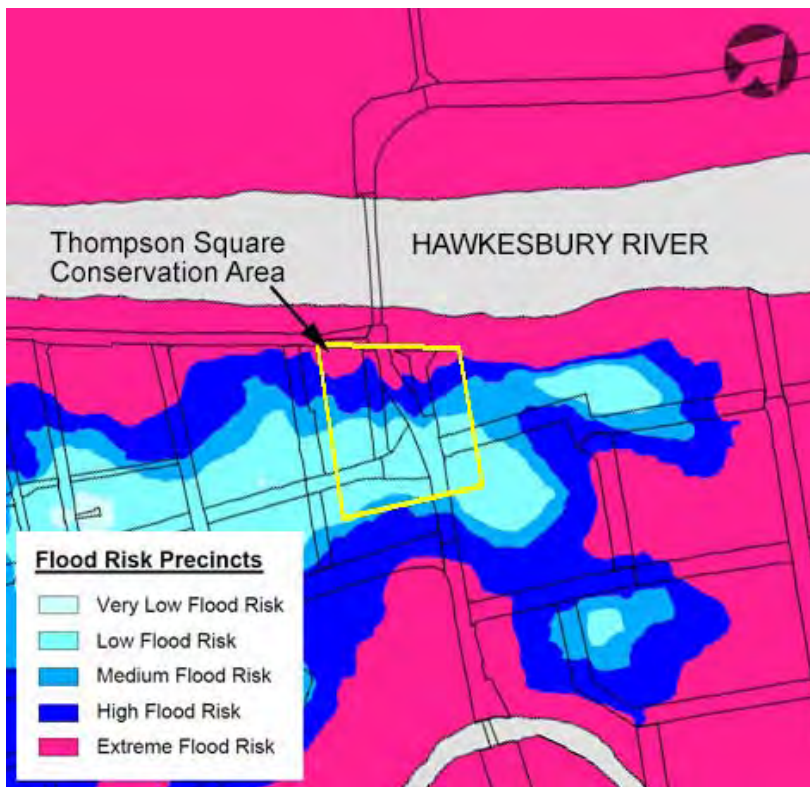 Thompson Square
Conservation Area
HAWKESBURY RIVER
Flood Risk Precincts
Very Low Flood Risk
Low Flood Risk
Medium Flood Risk
High Flood Risk
Extreme Flood Risk